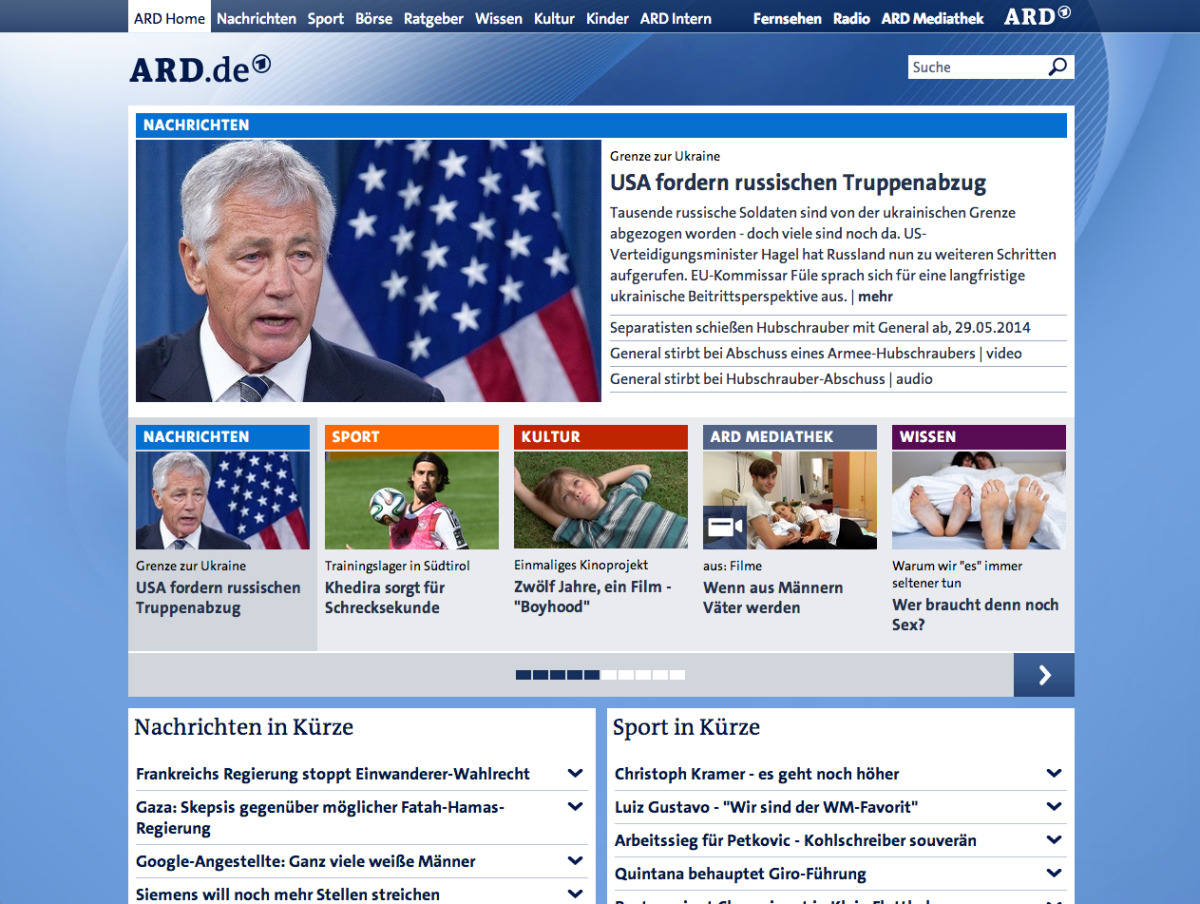 ARD Home Nachrichten Sport Börse Ratgeber Wissen Kultur Kinder ARD Intern Fernsehen Radio ARD Mediathek ARD
ARD.de
Suche
NACHRICHTEN
Grenze zur Ukraine
USA fordern russischen Truppenabzug
Tausende russische Soldaten sind von der ukrainischen Grenze
abgezogen worden - doch viele sind noch da. US-
Verteidigungsminister Hagel hat Russland nun zu weiteren Schritten
aufgerufen. EU-Kommissar Füle sprach sich für eine langfristige
ukrainische Beitrittsperspektive aus. | mehr
Separatisten schießen Hubschrauber mit General ab, 29.05.2014
General stirbt bei Abschuss eines Armee-Hubschraubers | video
General stirbt bei Hubschrauber-Abschuss | audio
NACHRICHTEN
Grenze zur Ukraine
USA fordern russischen
Truppenabzug
SPORT
Trainingslager in Südtirol
Khedira sorgt für
Schrecksekunde
KULTUR
Einmaliges Kinoprojekt
Zwölf Jahre, ein Film -
"Boyhood"
ARD MEDIATHEK
aus: Filme
Wenn aus Männern
Väter werden
WISSEN
Warum wir "es" immer
seltener tun
Wer braucht denn noch
Sex?
Nachrichten in Kürze
Frankreichs Regierung stoppt Einwanderer-Wahlrecht
Gaza: Skepsis gegenüber möglicher Fatah-Hamas-
Regierung
Google-Angestellte: Ganz viele weiße Männer
Siemens will noch mehr Stellen streichen
Sport in Kürze
Christoph Kramer - es geht noch höher
Luiz Gustavo - "Wir sind der WM-Favorit"
Arbeitssieg für Petkovic - Kohlschreiber souverän
Quintana behauptet Giro-Führung